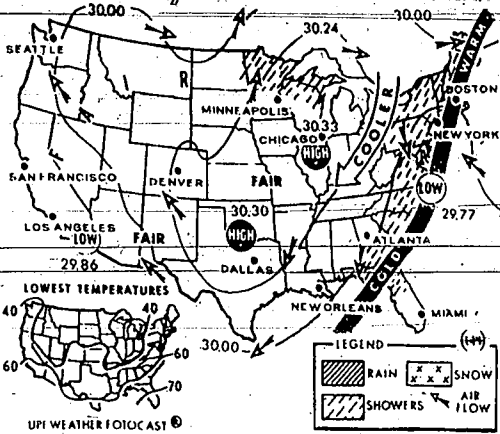 30.00
30.24
30.00
WARM
SEATTLE
R
BOSTON
MINNEAPOLIS
COOLER
30.33
CHICAGO
HIGH
NEW YORK
SAN FRANCISCO
DENVER
FAIR
LOW
29.77
LOS ANGELES
30.30
LOW
FAIR
HIGH
ATLANTA
29.86
DALLAS
COLD
LOWEST TEMPERATURES
NEW ORLEANS
MIAMI
40
40
30.00
60
60
70
LEGEND
RAIN
SNOW
SHOWERS
AIR
FLOW
UPI WEATHER FOTOCAST ®